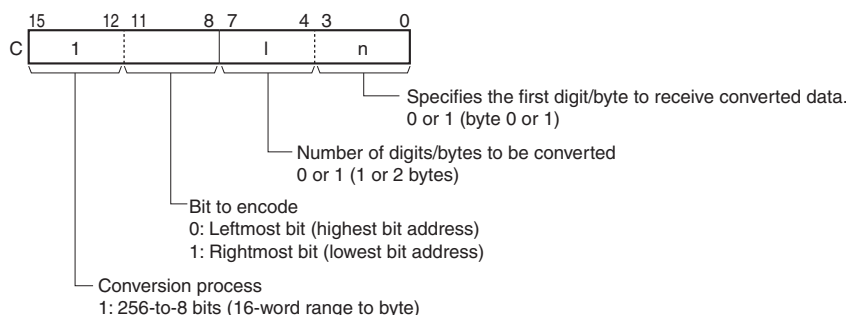 15 12 11 8 7 4 3 0
C 1 l n
Specifies the first digit/byte to receive converted data.
0 or 1 (byte 0 or 1)
Number of digits/bytes to be converted
0 or 1 (1 or 2 bytes)
Bit to encode
0: Leftmost bit (highest bit address)
1: Rightmost bit (lowest bit address)
Conversion process
1: 256-to-8 bits (16-word range to byte)